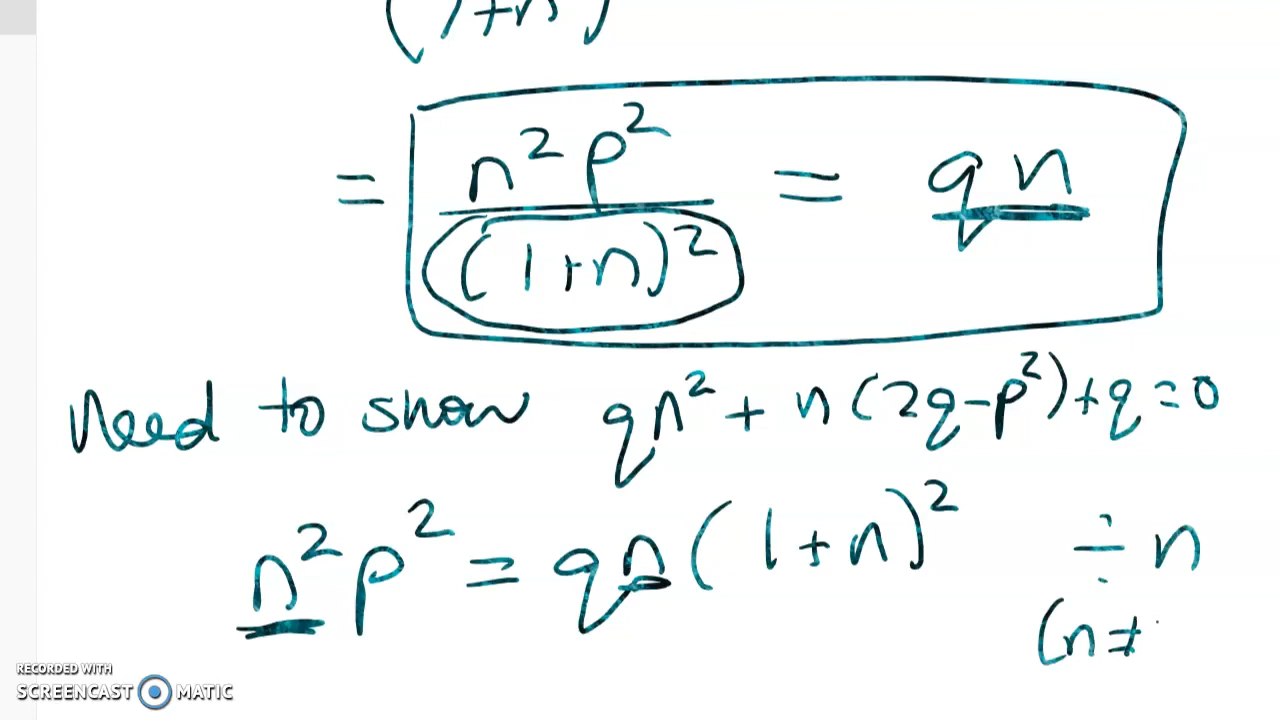 (1+n)
= n²p² / (1+n)² = qn
Need to show qn² + n(2q-p²)+q=0
n²p² = qn(1+n)² ÷ n
(n≠
RECORDED WITH
SCREENCAST MATIC